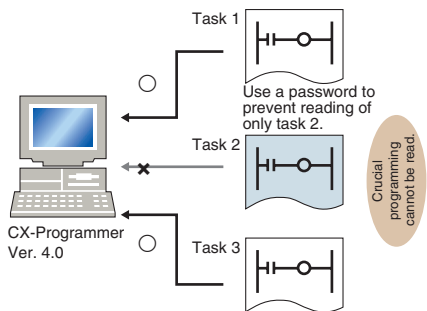 Task 1
Use a password to
prevent reading of
only task 2.
Task 2
Crucial
programming
cannot be read.
CX-Programmer
Ver. 4.0
Task 3